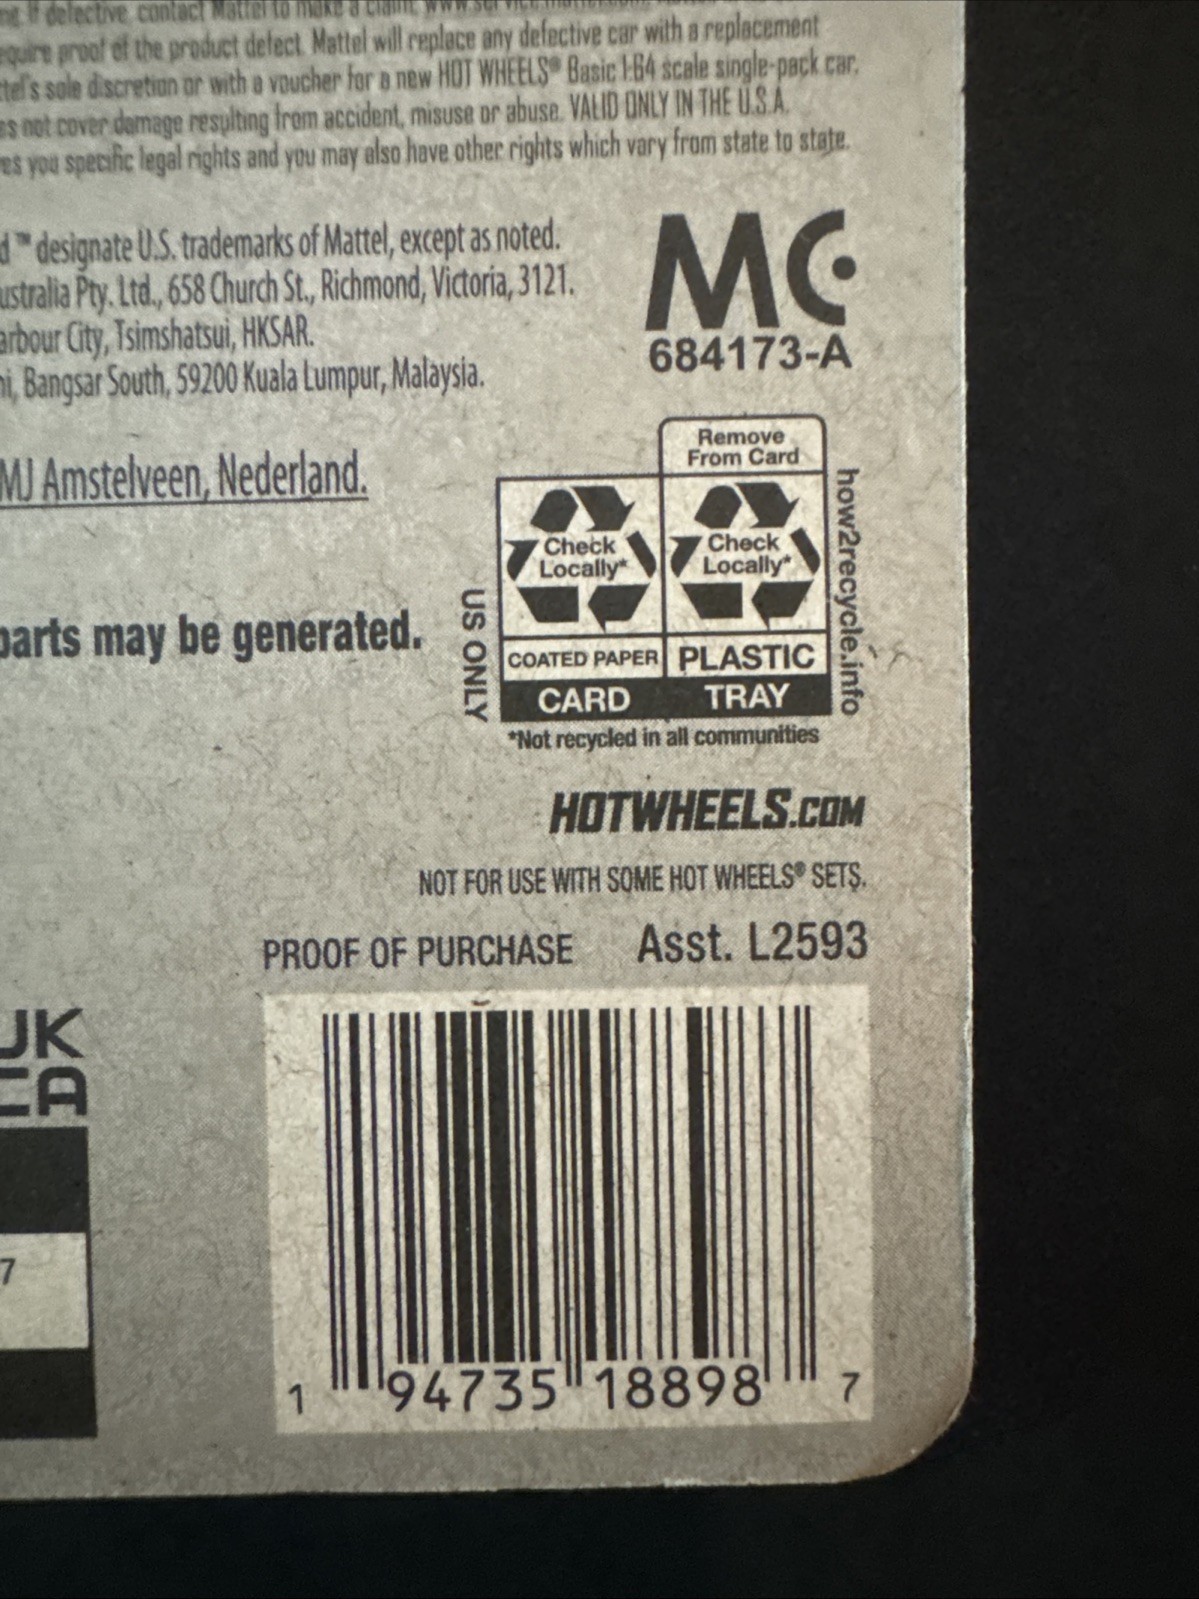 if defective, contact Mattel to make a claim,
equire proof of the product defect. Mattel will replace any defective car with a replacement
ttel's sole discretion or with a voucher for a new HOT WHEELS® Basic 1:64 scale single-pack car.
es not cover damage resulting from accident, misuse or abuse. VALID ONLY IN THE U.S.A.
es you specific legal rights and you may also have other rights which vary from state to state.
d ™ designate U.S. trademarks of Mattel, except as noted.
ustralia Pty. Ltd., 658 Church St., Richmond, Victoria, 3121.
arbour City, Tsimshatsui, HKSAR.
i, Bangsar South, 59200 Kuala Lumpur, Malaysia.
MC
684173-A
MJ Amstelveen, Nederland.
Remove
From Card
Check
Locally*
Check
Locally*
COATED PAPER
PLASTIC
CARD
TRAY
US ONLY
how2recycle.info
*Not recycled in all communities
parts may be generated.
HOTWHEELS.COM
NOT FOR USE WITH SOME HOT WHEELS® SETS.
PROOF OF PURCHASE Asst. L2593
UK
CA
7
1 94735 18898 7